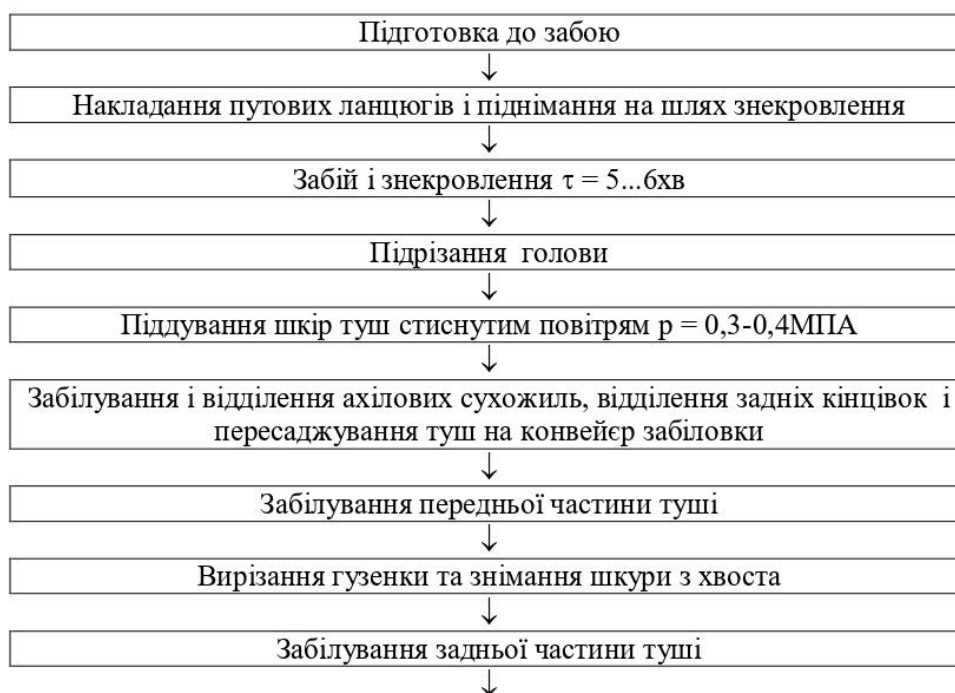 Підготовка до забою
↓
Накладання путових ланцюгів і піднімання на шлях знекровлення
↓
Забій і знекровлення τ = 5...6хв
↓
Підрізання голови
↓
Піддування шкір туш стиснутим повітрям р = 0,3-0,4МПА
↓
Забілування і відділення ахілових сухожиль, відділення задніх кінцівок і
пересаджування туш на конвейєр забіловки
↓
Забілування передньої частини туші
↓
Вирізання гузенки та знімання шкури з хвоста
↓
Забілування задньої частини туші
↓